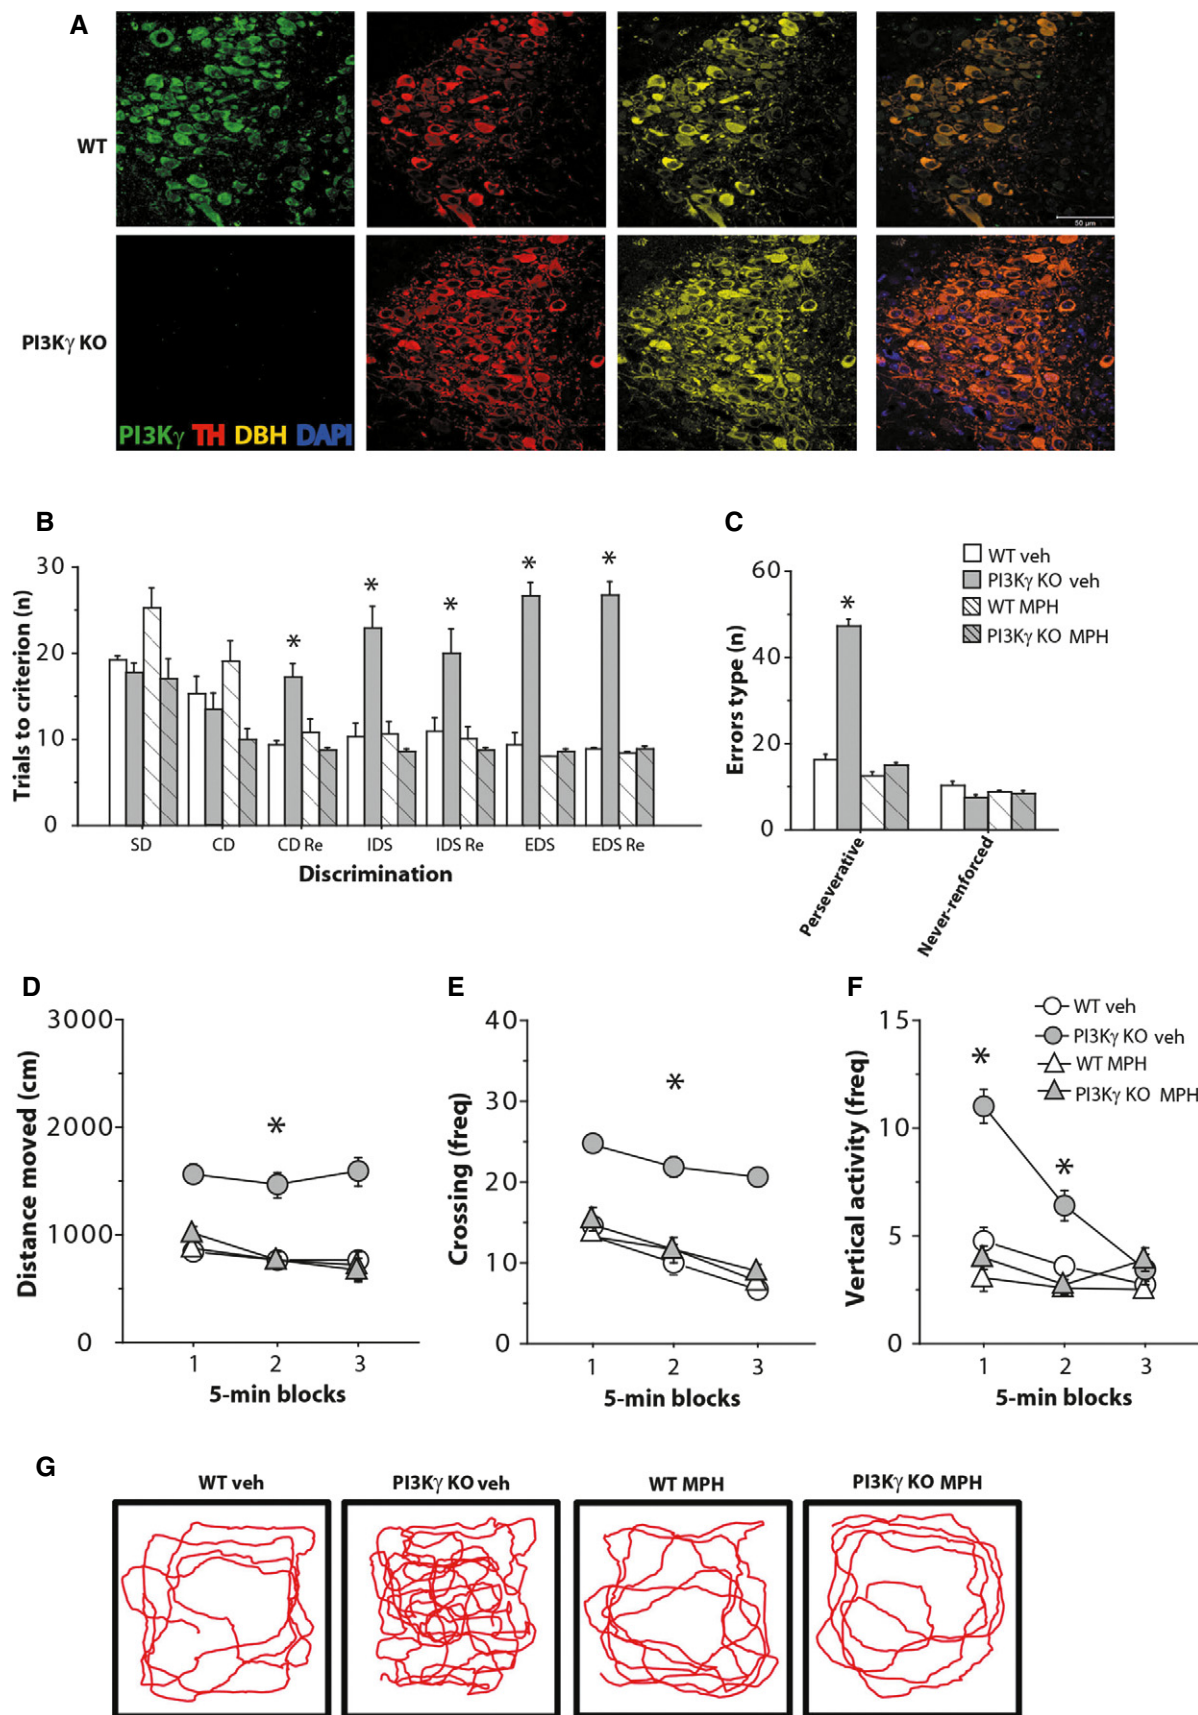 A
WT
50 µm
PI3Kγ KO
PI3Kγ TH DBH DAPI
B
Trials to criterion (n)
30
20
10
0
*
*
*
*
*
SD CD CD Re IDS IDS Re EDS EDS Re
Discrimination
C
Errors type (n)
60
40
20
0
*
WT veh
PI3Kγ KO veh
WT MPH
PI3Kγ KO MPH
Perseverative
Never-renforced
D
Distance moved (cm)
3000
2000
1000
0
*
1 2 3
5-min blocks
E
Crossing (freq)
40
30
20
10
0
*
1 2 3
5-min blocks
F
Vertical activity (freq)
15
10
5
0
*
*
WT veh
PI3Kγ KO veh
WT MPH
PI3Kγ KO MPH
1 2 3
5-min blocks
G
WT veh PI3Kγ KO veh WT MPH PI3Kγ KO MPH